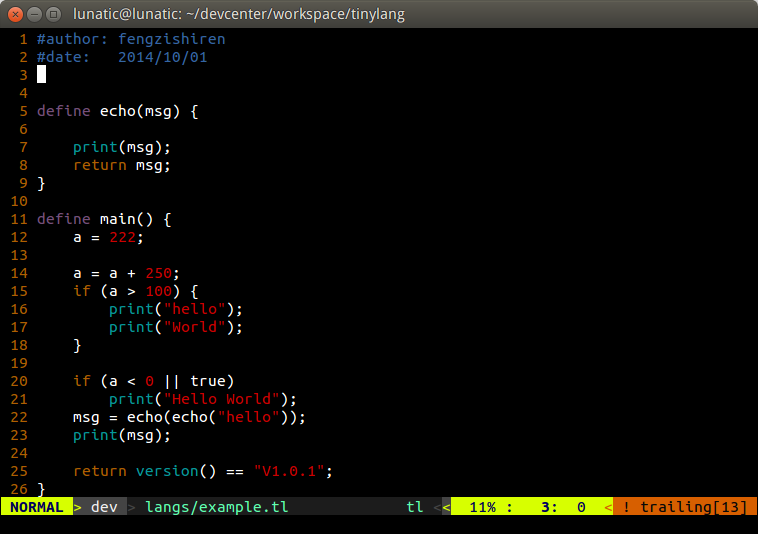 lunatic@lunatic: ~/devcenter/workspace/tinylang
1 #author: fengzishiren
2 #date:   2014/10/01
3
4
5 define echo(msg) {
6
7     print(msg);
8     return msg;
9 }
10
11 define main() {
12     a = 222;
13
14     a = a + 250;
15     if (a > 100) {
16         print("hello");
17         print("World");
18     }
19
20     if (a < 0 || true)
21         print("Hello World");
22     msg = echo(echo("hello"));
23     print(msg);
24
25     return version() == "V1.0.1";
26 }
NORMAL > dev > langs/example.tl tl << 11% : 3: 0 < ! trailing[13]